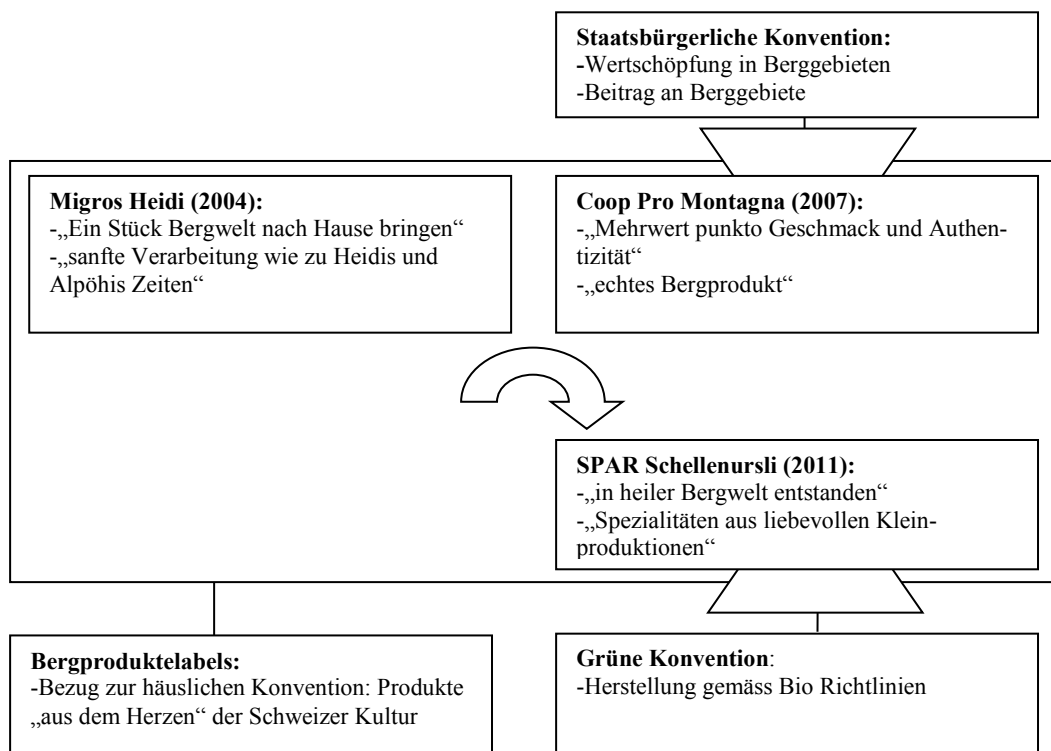 Staatsbürgerliche Konvention:
-Wertschöpfung in Berggebieten
-Beitrag an Berggebiete
Migros Heidi (2004):
-„Ein Stück Bergwelt nach Hause bringen“
-„sanfte Verarbeitung wie zu Heidis und
Alpöhis Zeiten“
Coop Pro Montagna (2007):
-„Mehrwert punkto Geschmack und Authen-
tizität“
-„echtes Bergprodukt“
SPAR Schellenursli (2011):
-„in heiler Bergwelt entstanden“
-„Spezialitäten aus liebevollen Klein-
produktionen“
Bergproduktelabels:
-Bezug zur häuslichen Konvention: Produkte
„aus dem Herzen“ der Schweizer Kultur
Grüne Konvention:
-Herstellung gemäss Bio Richtlinien